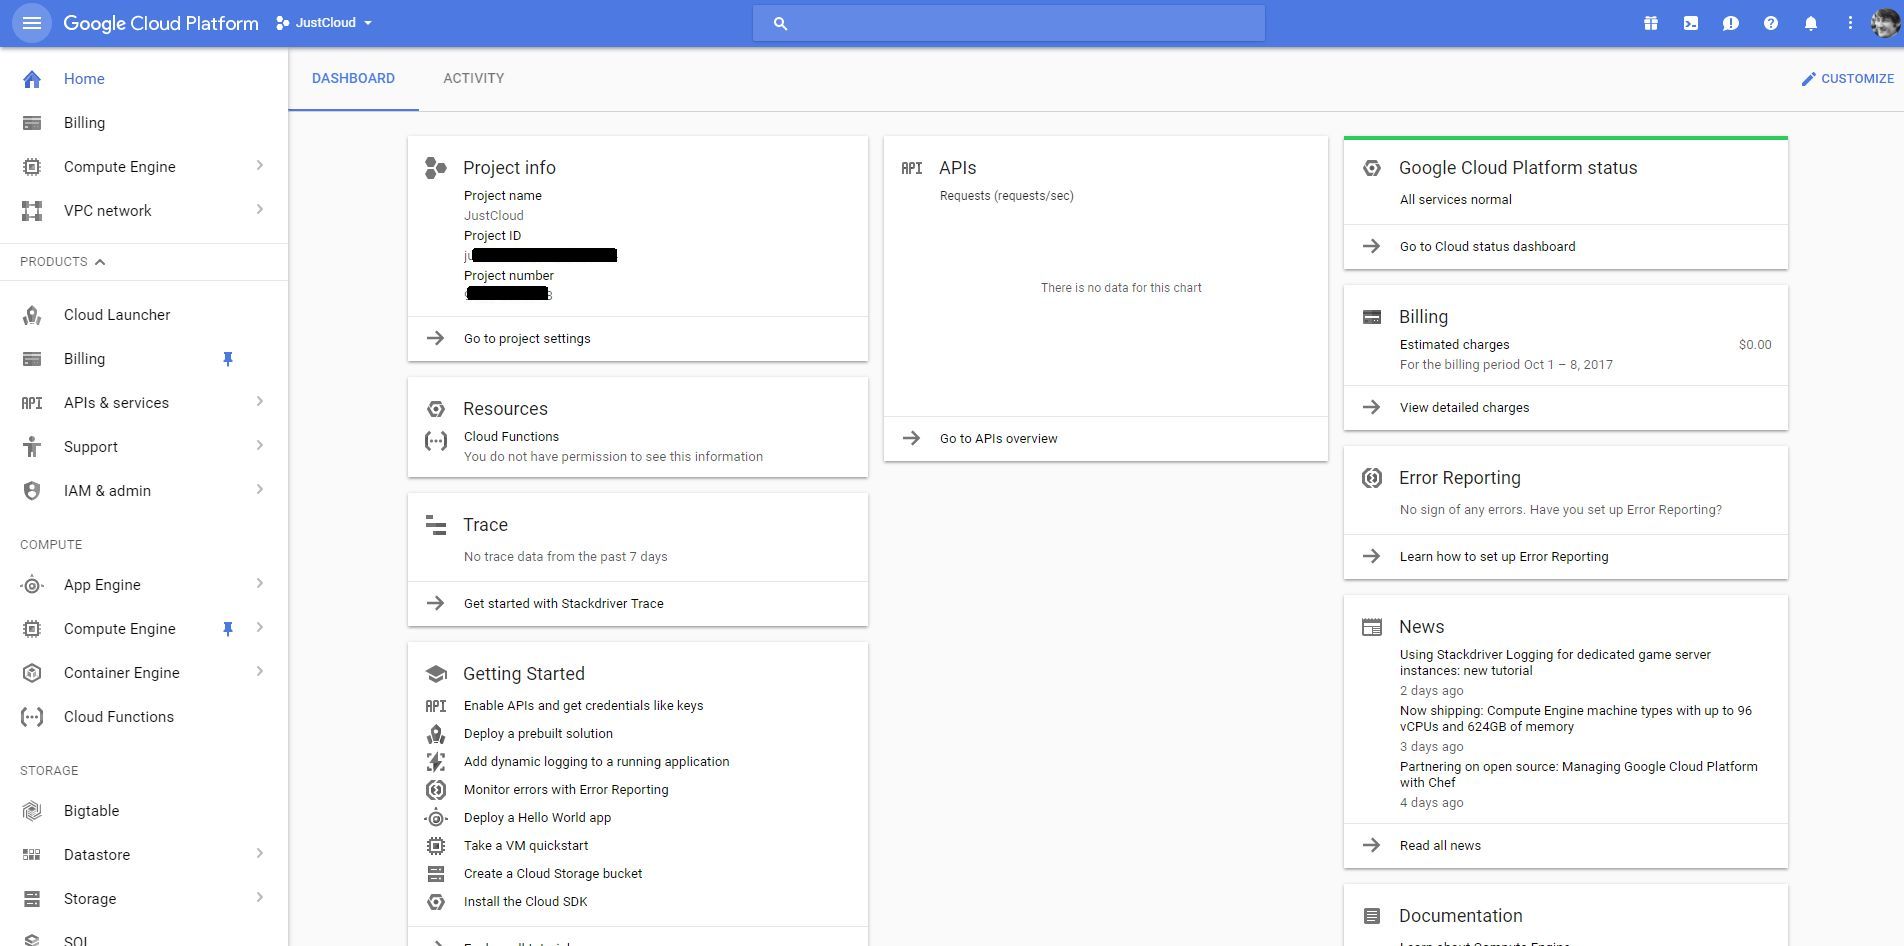 Google Cloud Platform
JustCloud
Home
Billing
Compute Engine
VPC network
PRODUCTS
Cloud Launcher
Billing
API
APIs & services
Support
IAM & admin
COMPUTE
App Engine
Compute Engine
Container Engine
Cloud Functions
STORAGE
Bigtable
Datastore
Storage
SQL
DASHBOARD
ACTIVITY
CUSTOMIZE
Project info
Project name
JustCloud
Project ID
Project number
Go to project settings
Resources
Cloud Functions
You do not have permission to see this information
Trace
No trace data from the past 7 days
Get started with Stackdriver Trace
Getting Started
API
Enable APIs and get credentials like keys
Deploy a prebuilt solution
Add dynamic logging to a running application
Monitor errors with Error Reporting
Deploy a Hello World app
Take a VM quickstart
Create a Cloud Storage bucket
Install the Cloud SDK
API
APIs
Requests (requests/sec)
There is no data for this chart
Go to APIs overview
Google Cloud Platform status
All services normal
Go to Cloud status dashboard
Billing
Estimated charges
$0.00
For the billing period Oct 1 – 8, 2017
View detailed charges
Error Reporting
No sign of any errors. Have you set up Error Reporting?
Learn how to set up Error Reporting
News
Using Stackdriver Logging for dedicated game server
instances: new tutorial
2 days ago
Now shipping: Compute Engine machine types with up to 96
vCPUs and 624GB of memory
3 days ago
Partnering on open source: Managing Google Cloud Platform
with Chef
4 days ago
Read all news
Documentation
Learn about Compute Engine